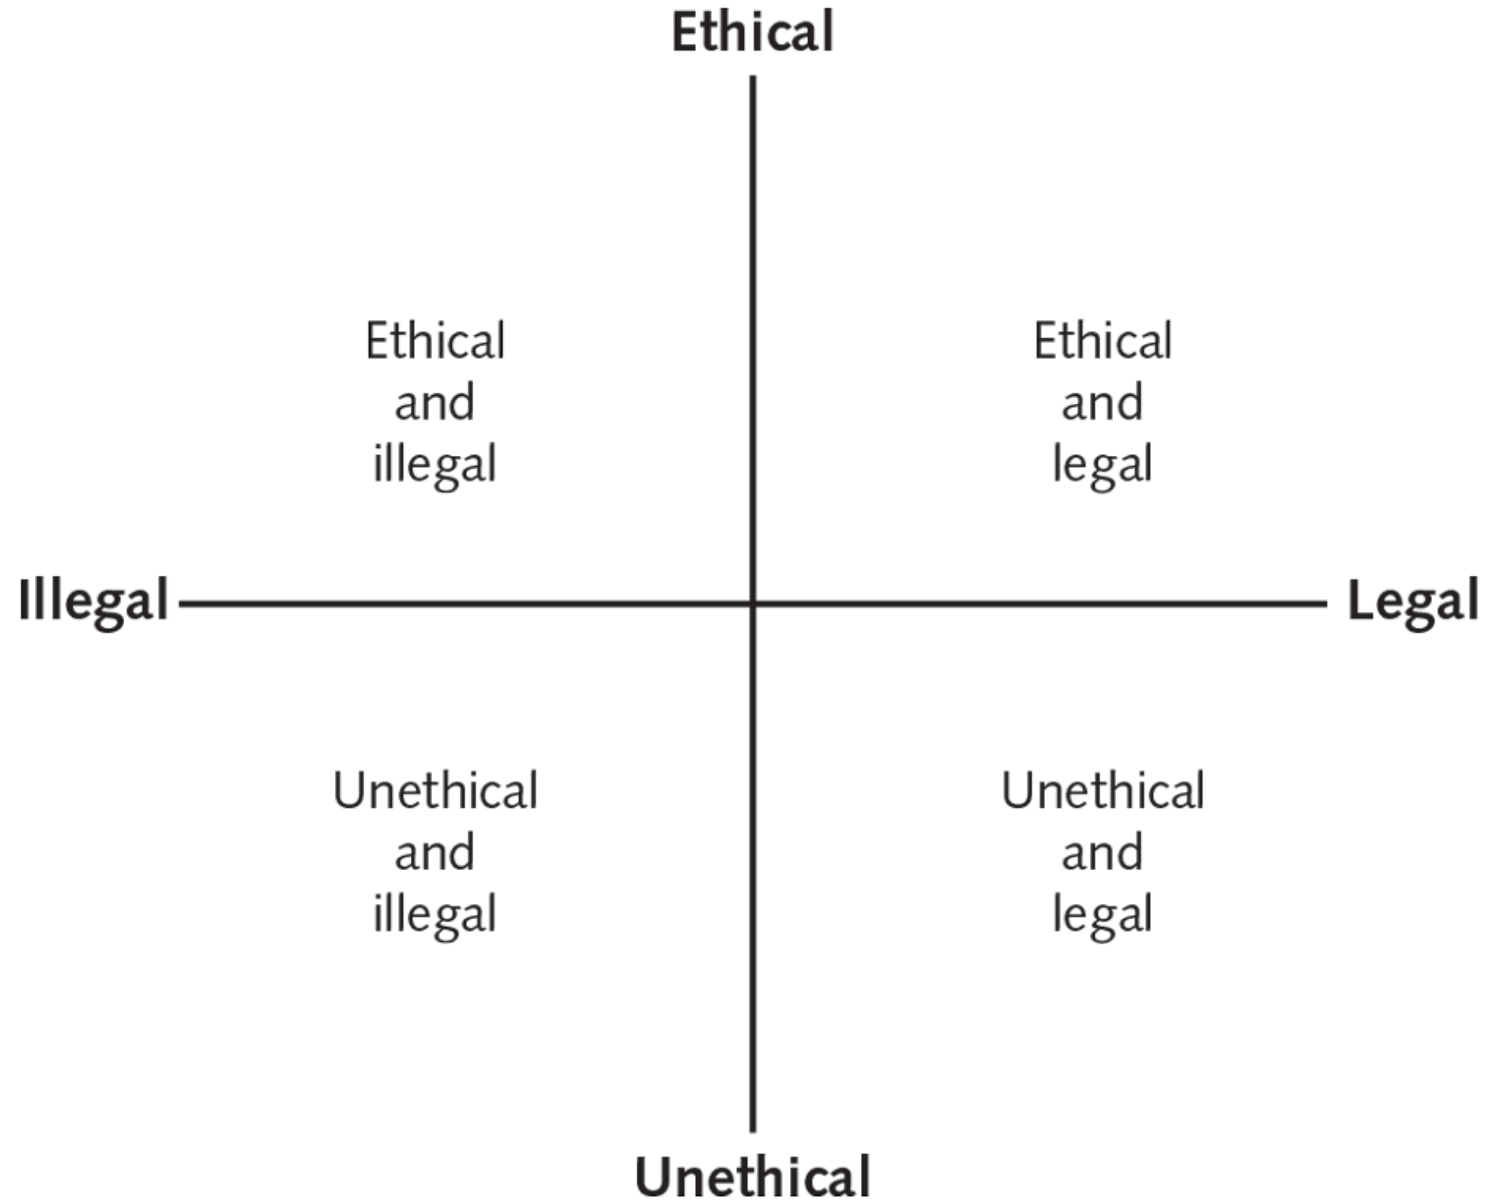 Ethical
Ethical
and
illegal
Ethical
and
legal
Illegal
Legal
Unethical
and
illegal
Unethical
and
legal
Unethical